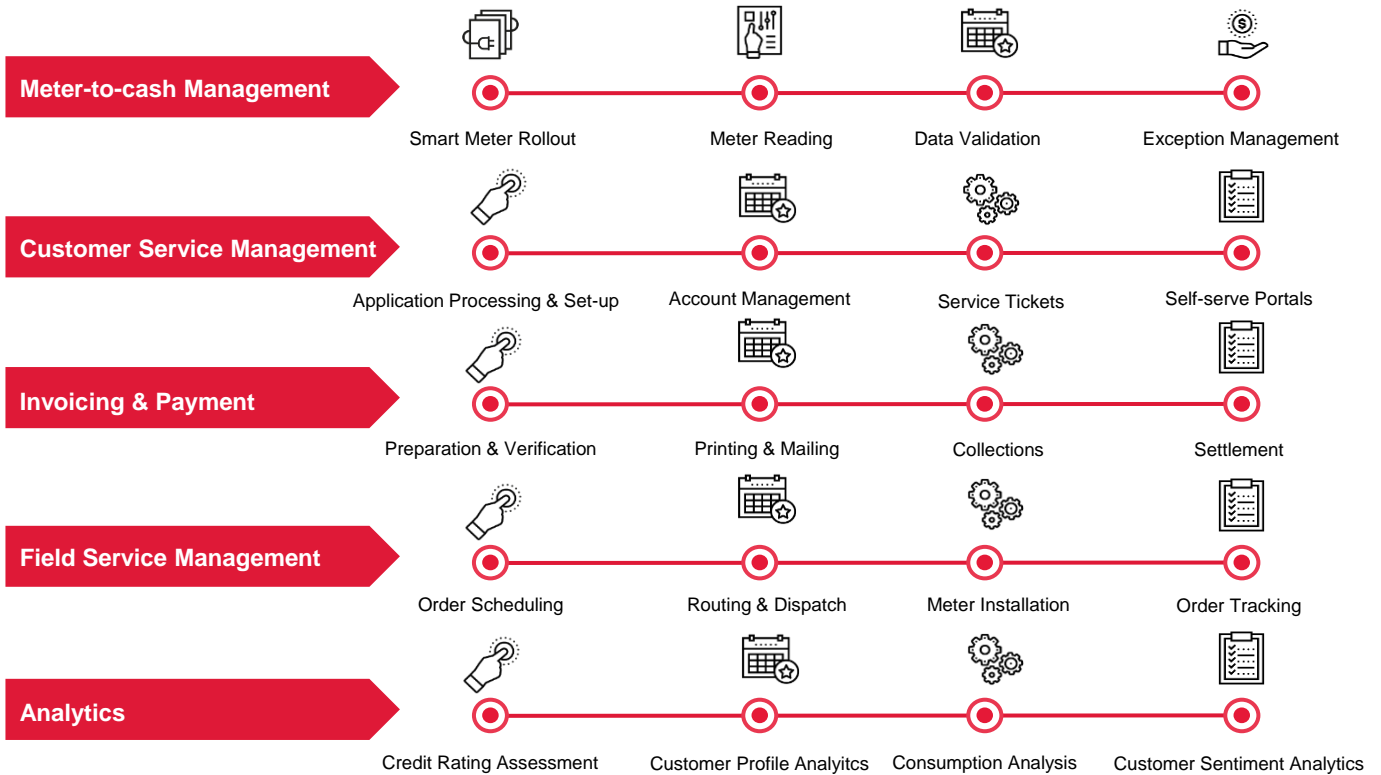 Meter-to-cash Management
Smart Meter Rollout
Meter Reading
Data Validation
Exception Management
Customer Service Management
Application Processing & Set-up
Account Management
Service Tickets
Self-serve Portals
Invoicing & Payment
Preparation & Verification
Printing & Mailing
Collections
Settlement
Field Service Management
Order Scheduling
Routing & Dispatch
Meter Installation
Order Tracking
Analytics
Credit Rating Assessment
Customer Profile Analyitcs
Consumption Analysis
Customer Sentiment Analytics